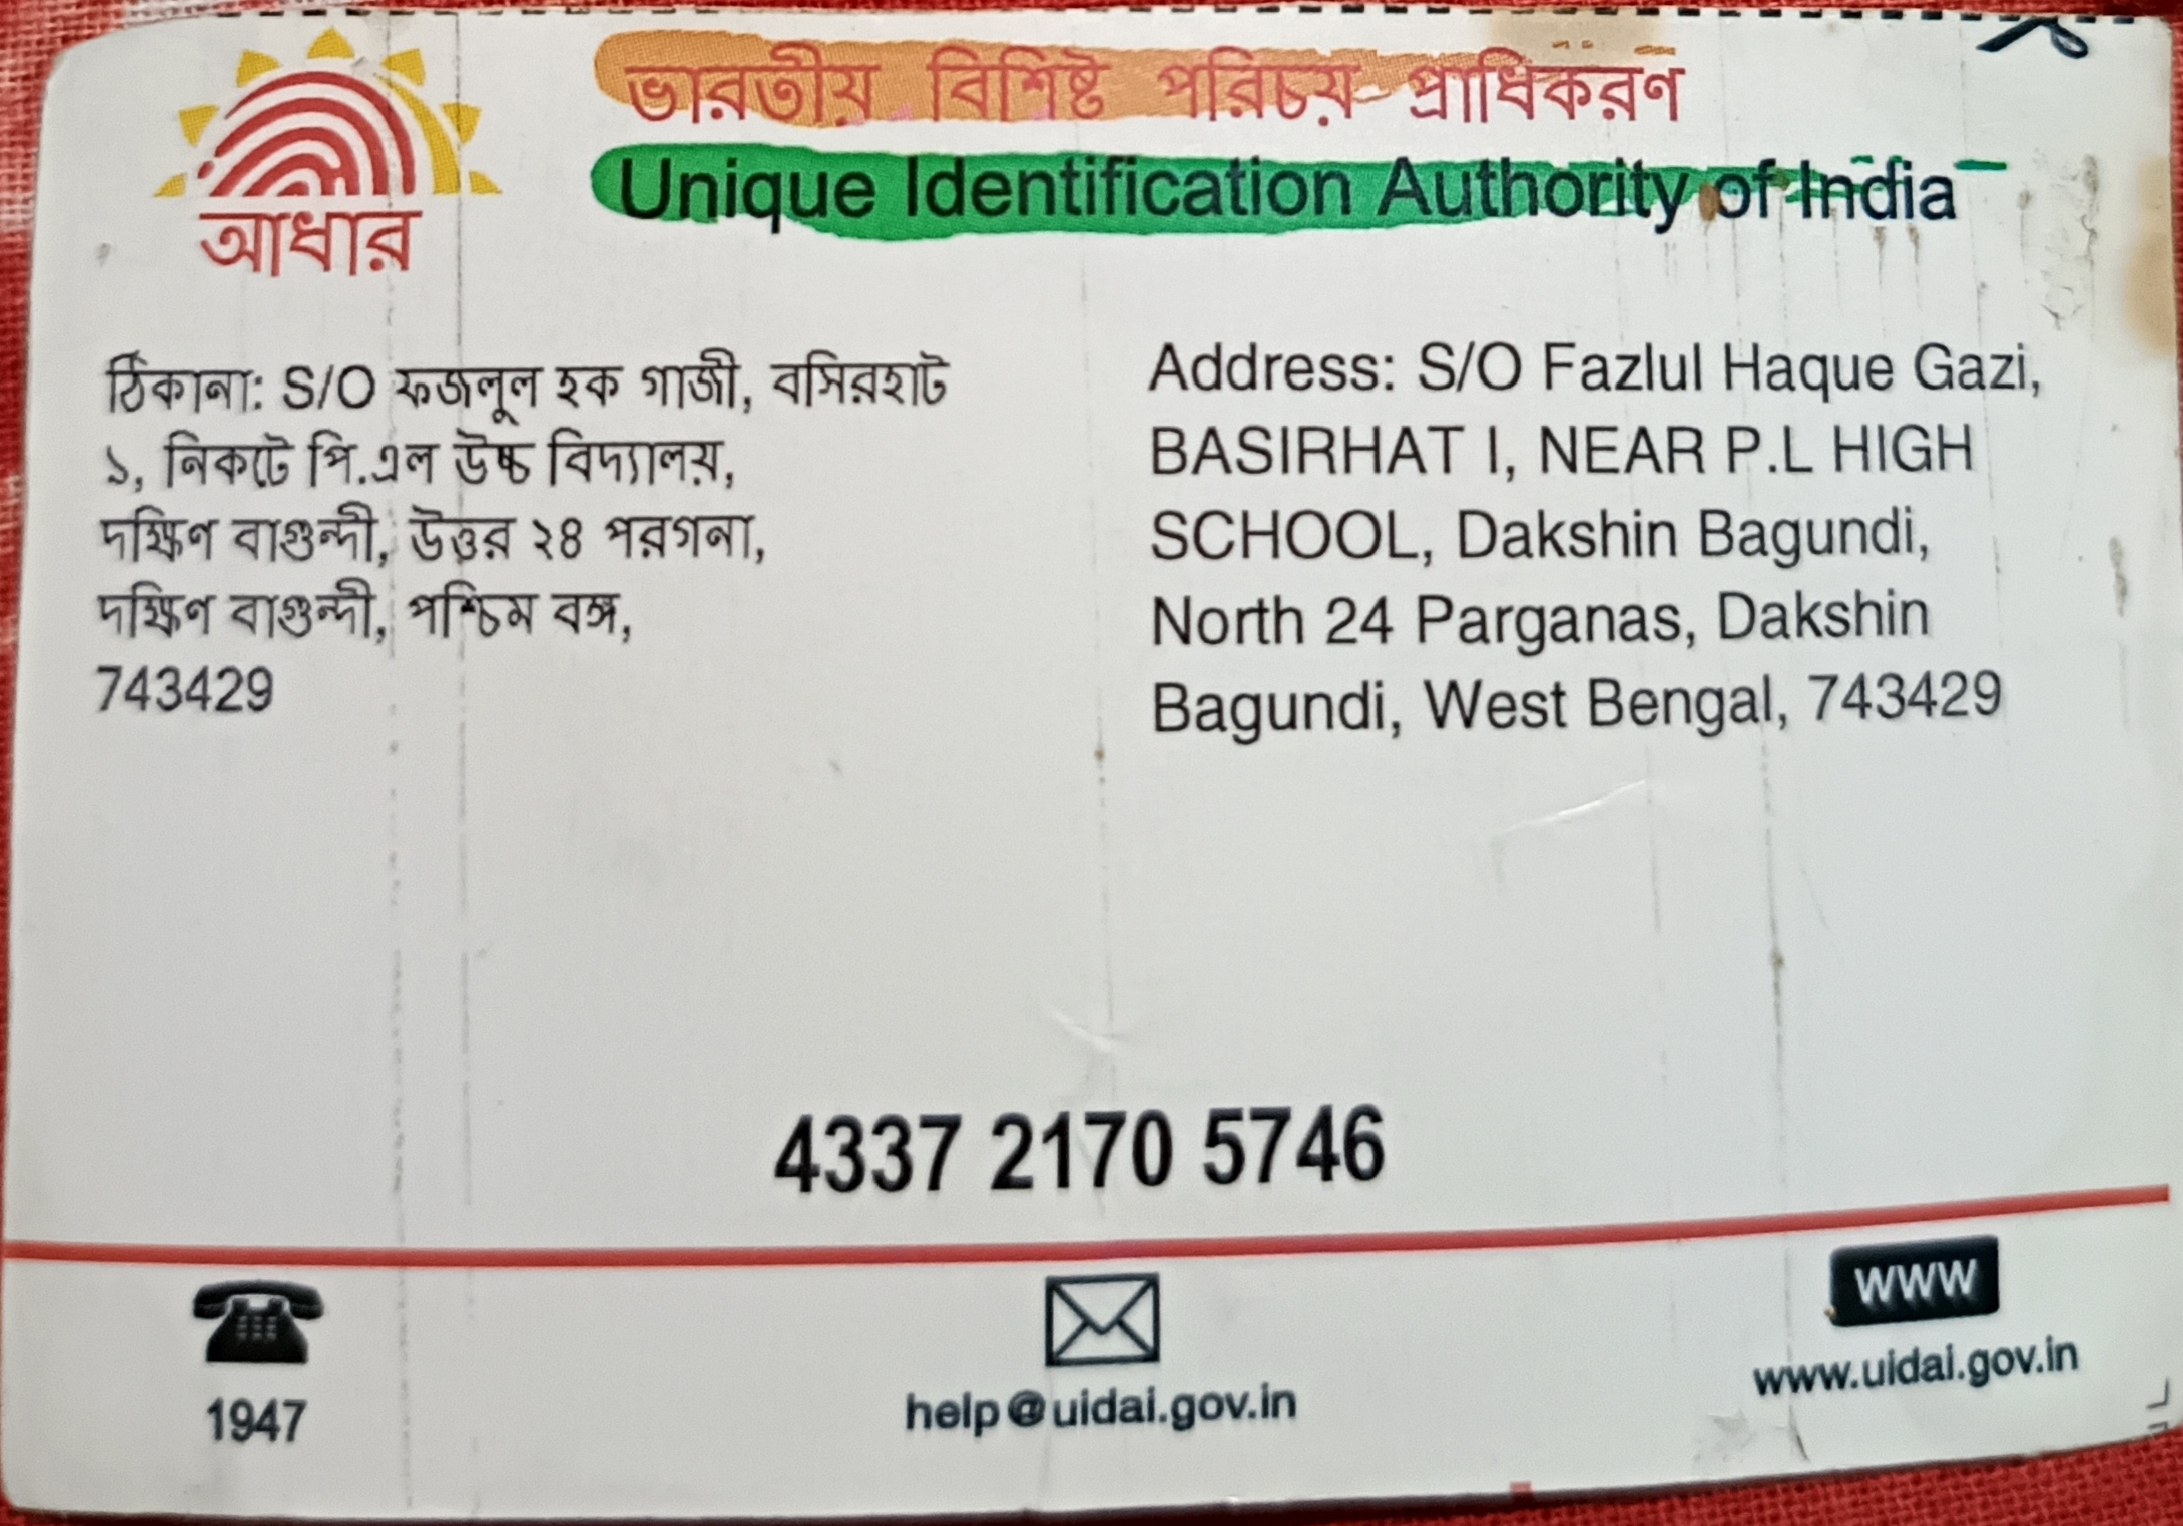 ভারতীয় বিশিষ্ট পরিচয় প্রাধিকরণ
Unique Identification Authority of India
আধার
ঠিকানা: S/O ফজলুল হক গাজী, বসিরহাট
১, নিকটে পি.এল উচ্চ বিদ্যালয়,
দক্ষিণ বাগুন্দী, উত্তর ২৪ পরগনা,
দক্ষিণ বাগুন্দী, পশ্চিম বঙ্গ,
743429
Address: S/O Fazlul Haque Gazi,
BASIRHAT I, NEAR P.L HIGH
SCHOOL, Dakshin Bagundi,
North 24 Parganas, Dakshin
Bagundi, West Bengal, 743429
4337 2170 5746
1947
help@uidai.gov.in
www
www.uidai.gov.in